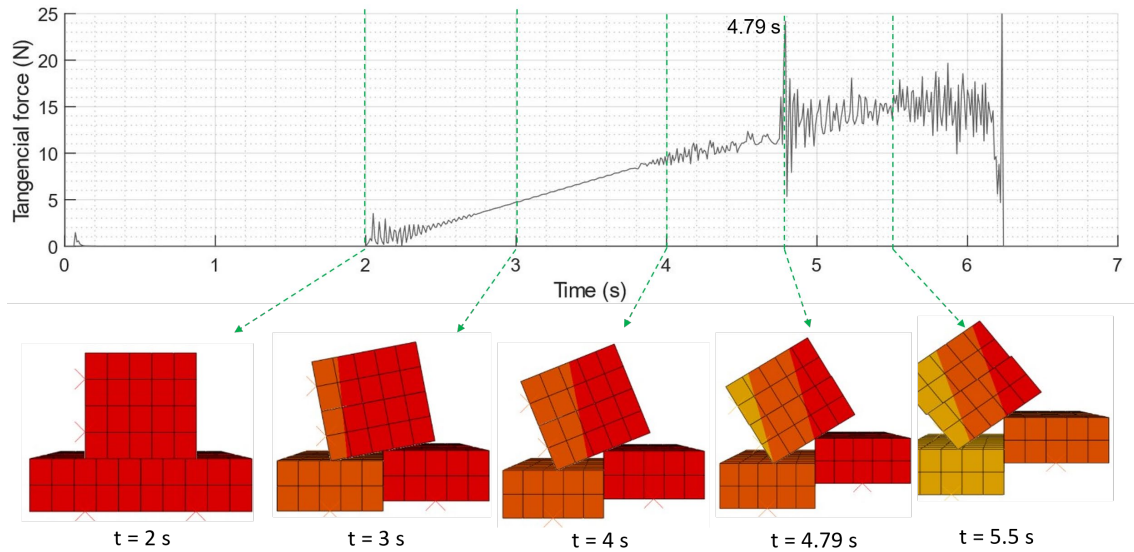 25
4.79 s
20
15
10
5
0
Tangencial force (N)
0 1 2 3 4 5 6 7
Time (s)
t = 2 s t = 3 s t = 4 s t = 4.79 s t = 5.5 s